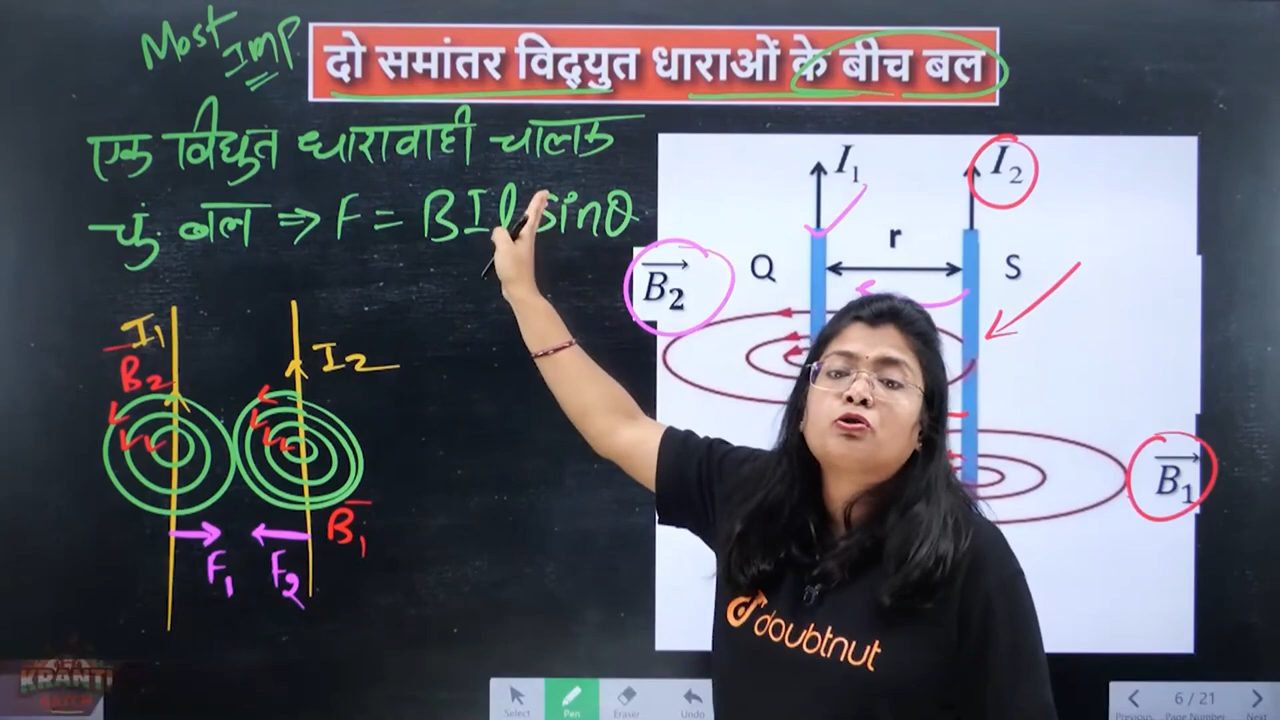 Most IMP
दो समांतर विद्युत धाराओं के बीच बल
एक विद्युत धारावाही चालक
चुं बल ⇒ F = BIl sinθ
I1
I2
B2
B1
F1
F2
I1
I2
r
Q
S
B2
B1
doubtnut
KRANTI
Select
Pen
Eraser
Undo
6 / 21
Previous
Page Number
Next